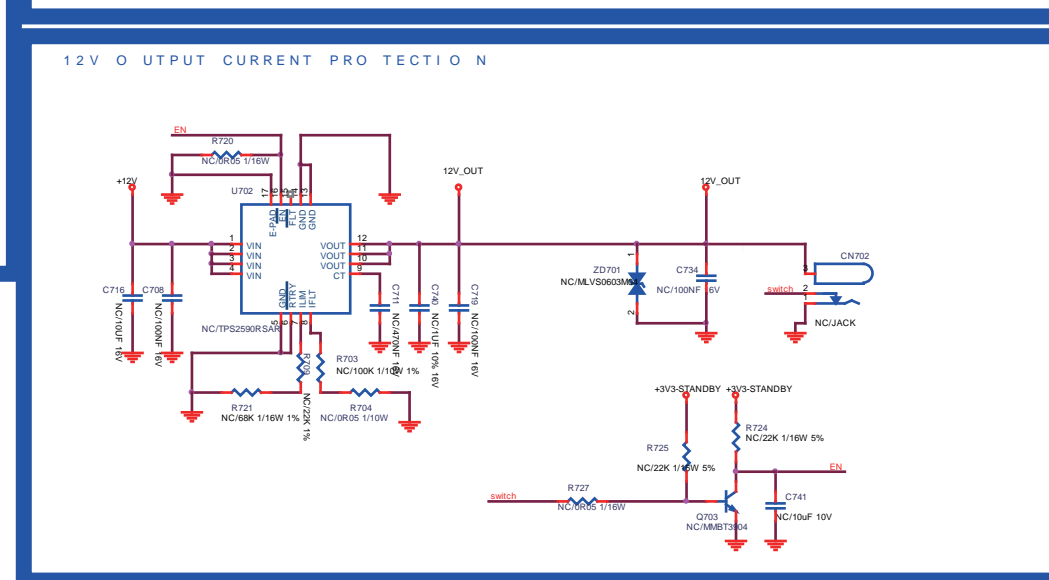 12V O UTPUT CURRENT PRO TECTIO N
EN
R720
NC/0R05 1/16W
+12V
U702
17
16
15
14
13
E-PAD
EN
FLT
GND
GND
12V_OUT
12V_OUT
1
2
3
4
VIN
VIN
VIN
VIN
VOUT
VOUT
VOUT
CT
12
11
10
9
GND
RTRY
ILIM
IFLT
5
6
7
8
NC/TPS2590RSAR
C716
NC/10UF 16V
C708
NC/100NF 16V
C711
NC/470NF 16V
C740
NC/1UF 10% 16V
C719
NC/100NF 16V
ZD701
NC/MLVS0603M04
1
2
C734
NC/100NF 16V
CN702
3
2
1
switch
NC/JACK
R703
NC/100K 1/10W 1%
R709
NC/22K 1%
R721
NC/68K 1/16W 1%
R704
NC/0R05 1/10W
+3V3-STANDBY
+3V3-STANDBY
R724
NC/22K 1/16W 5%
R725
NC/22K 1/16W 5%
EN
switch
R727
NC/0R05 1/16W
C741
NC/10uF 10V
Q703
NC/MMBT3904